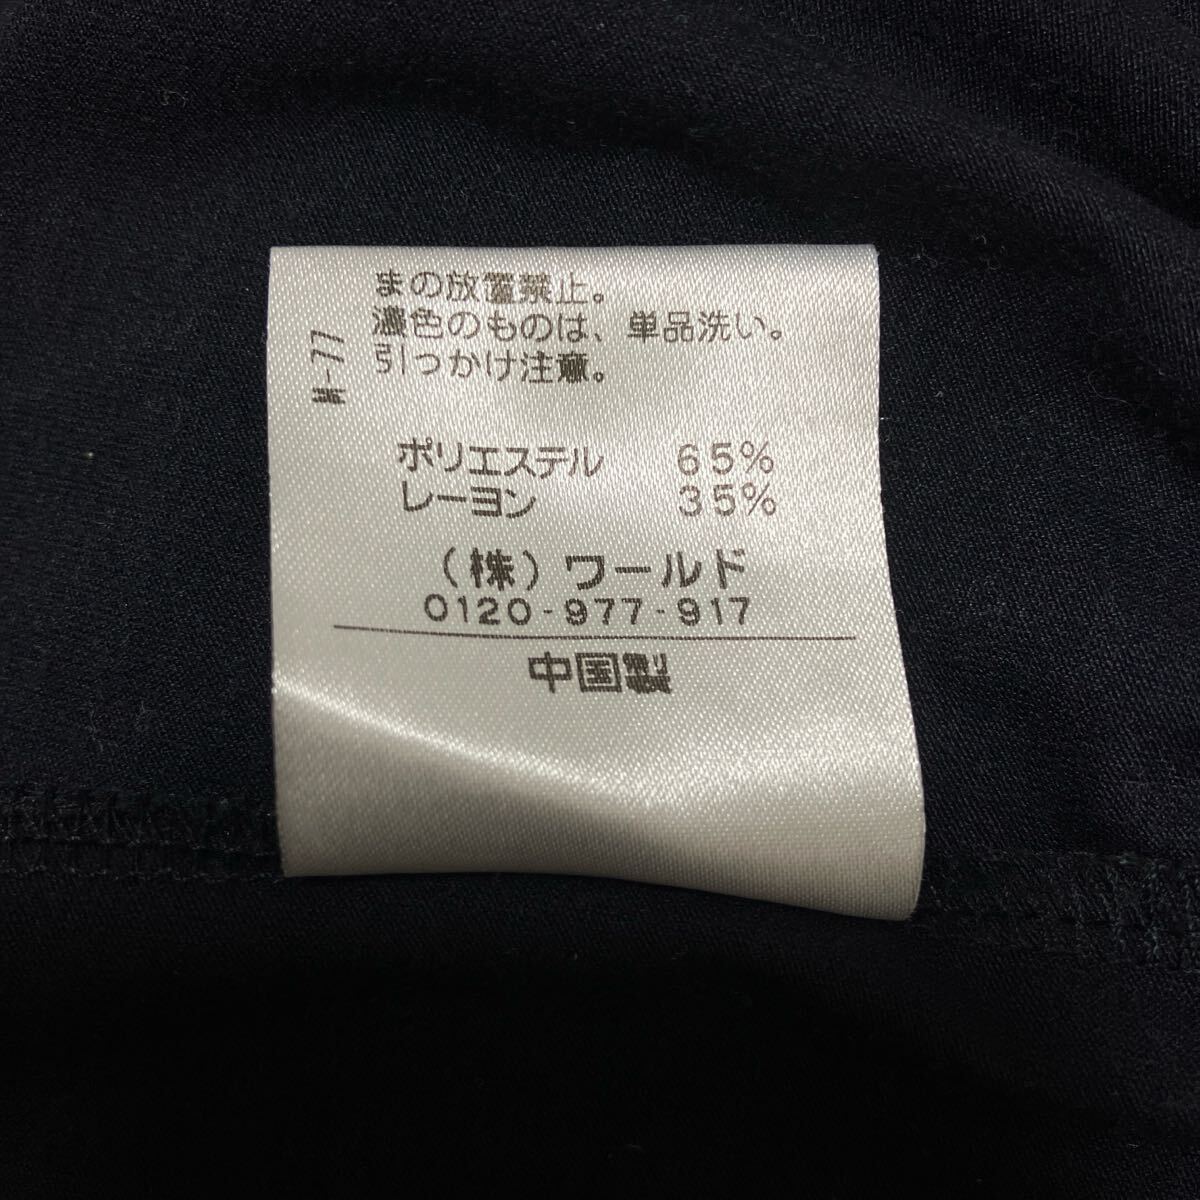 まの放置禁止。
濃色のものは、単品洗い。
引っかけ注意。
M-77
ポリエステル 65%
レーヨン 35%
(株)ワールド
0120-977-917
中国製